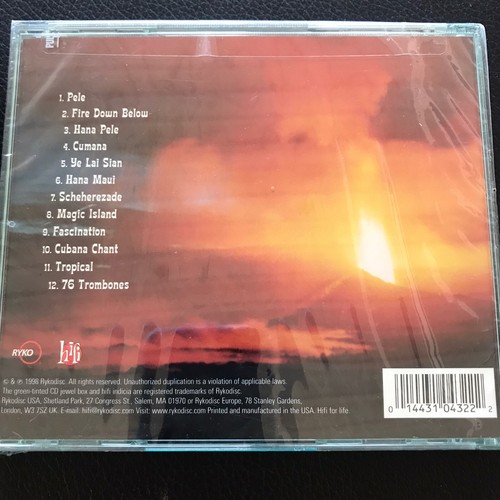 1. Pele
2. Fire Down Below
3. Hana Pele
4. Cumana
5. Ye Lai Sian
6. Hana Maui
7. Scheherezade
8. Magic Island
9. Fascination
10. Cubana Chant
11. Tropical
12. 76 Trombones
RYKO hifi
© & ℗ 1998 Rykodisc. All rights reserved. Unauthorized duplication is a violation of applicable laws.
The green-tinted CD jewel box and hifi indicia are registered trademarks of Rykodisc.
Rykodisc USA, Shetland Park, 27 Congress St., Salem, MA 01970 or Rykodisc Europe, 78 Stanley Gardens,
London, W3 7SZ UK. E-mail: hifi@rykodisc.com Visit: www.rykodisc.com Printed and manufactured in the USA. Hifi for life.
0 14431 04322 2